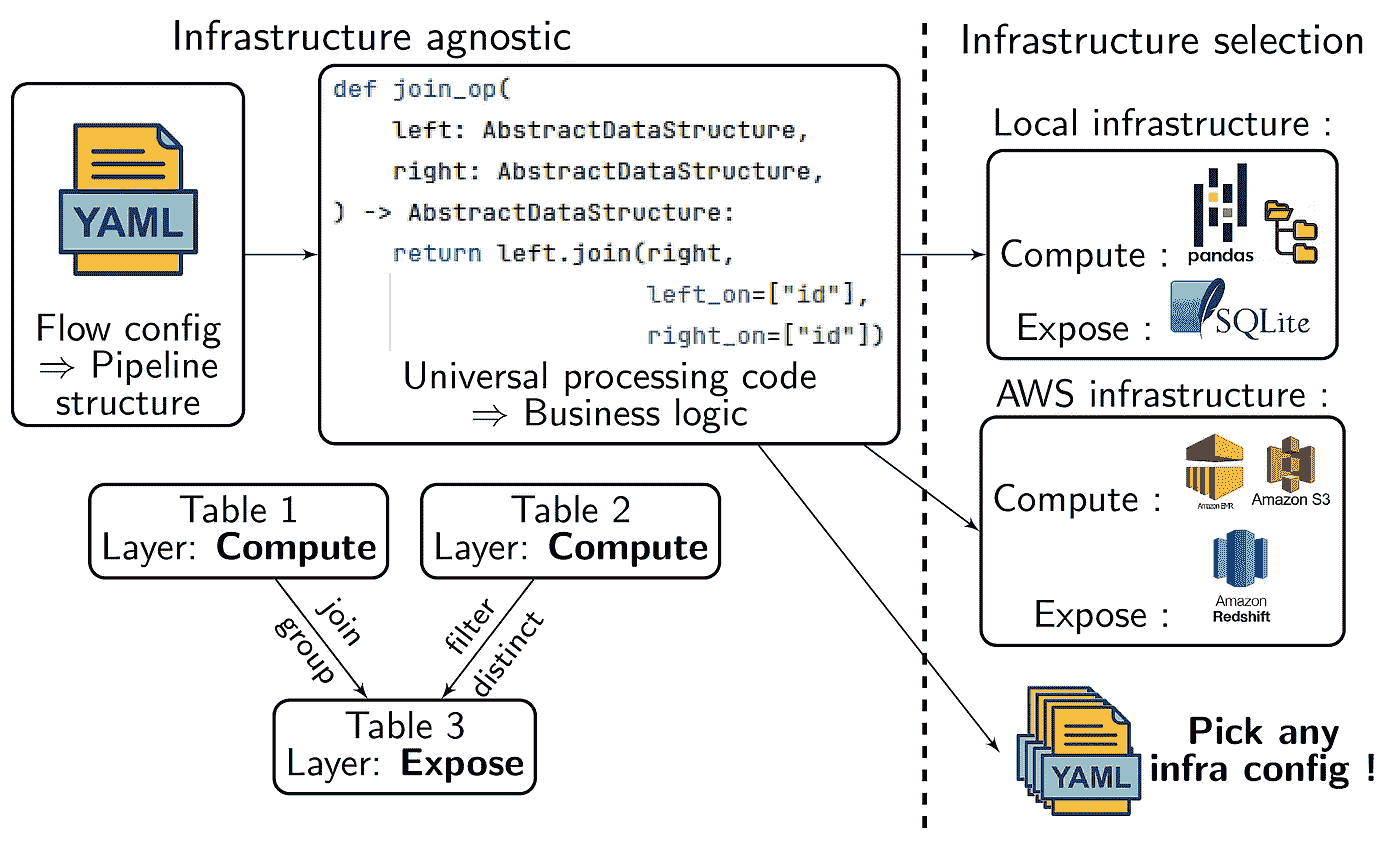 Infrastructure agnostic
YAML
Flow config
⇒ Pipeline
structure
def join_op(
left: AbstractDataStructure,
right: AbstractDataStructure,
) -> AbstractDataStructure:
return left.join(right,
left_on=["id"],
right_on=["id"])
Universal processing code
⇒ Business logic
Table 1
Layer: Compute
Table 2
Layer: Compute
join
group
filter
distinct
Table 3
Layer: Expose
Infrastructure selection
Local infrastructure :
Compute :
pandas
Expose :
SQLite
AWS infrastructure :
Compute :
Amazon EMR
Amazon S3
Expose :
Amazon
Redshift
YAML
Pick any
infra config !